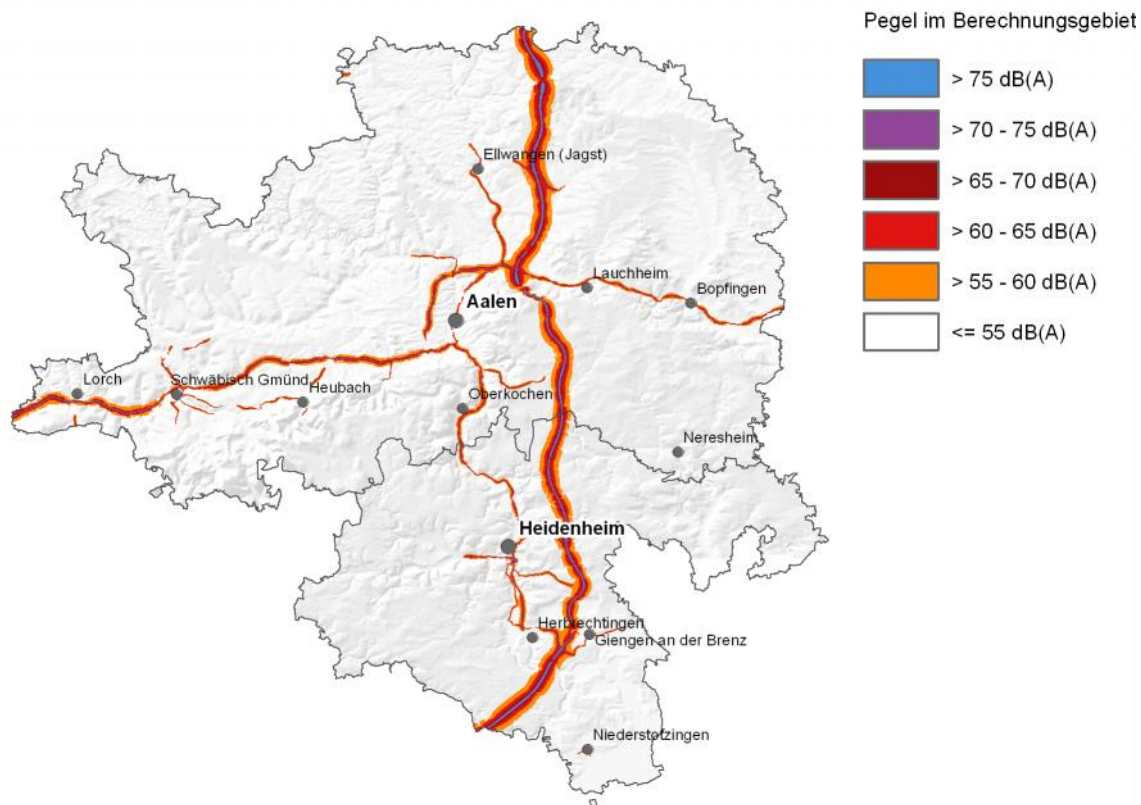 Pegel im Berechnungsgebiet
> 75 dB(A)
> 70 - 75 dB(A)
> 65 - 70 dB(A)
> 60 - 65 dB(A)
> 55 - 60 dB(A)
<= 55 dB(A)
Ellwangen (Jagst)
Lauchheim
Bopfingen
Aalen
Lorch
Schwäbisch Gmünd
Heubach
Oberkochen
Neresheim
Heidenheim
Herbrechtingen
Giengen an der Brenz
Niederstotzingen